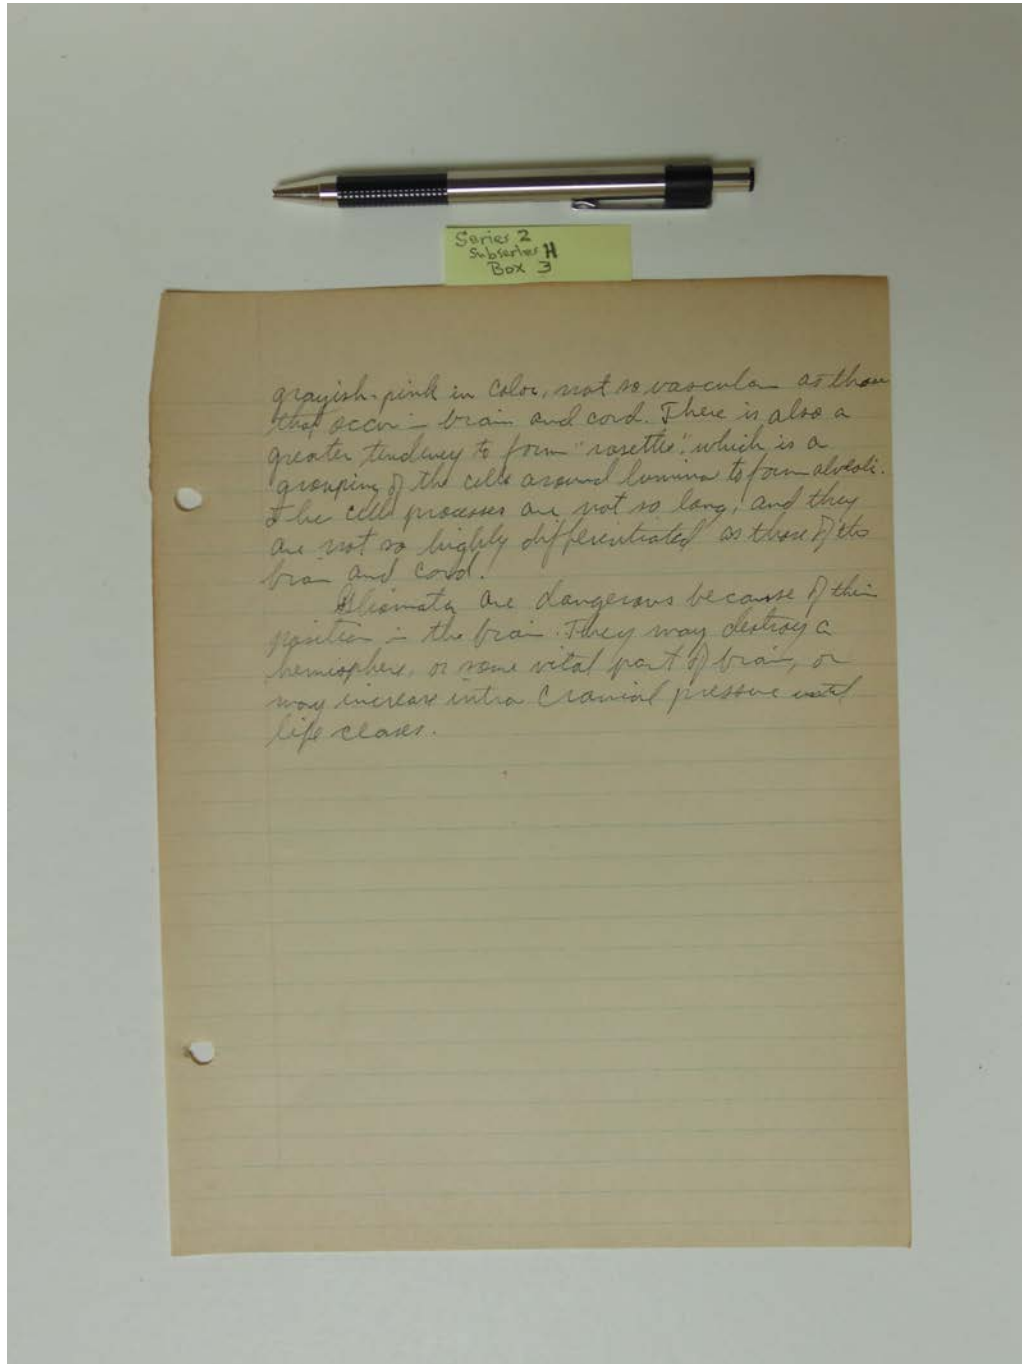 Series 2
Subseries H
Box 3
grayish-pink in color, not so vascular as those
that occur in brain and cord. There is also a
greater tendency to form "rosettes", which is a
grouping of the cells around lumina to form alveoli.
The cell processes are not so long, and they
are not so highly differentiated as those of the
brain and cord.
Gliomata are dangerous because of their
position in the brain. They may destroy a
hemisphere, or some vital part of brain, or
may increase intra cranial pressure until
life closes.